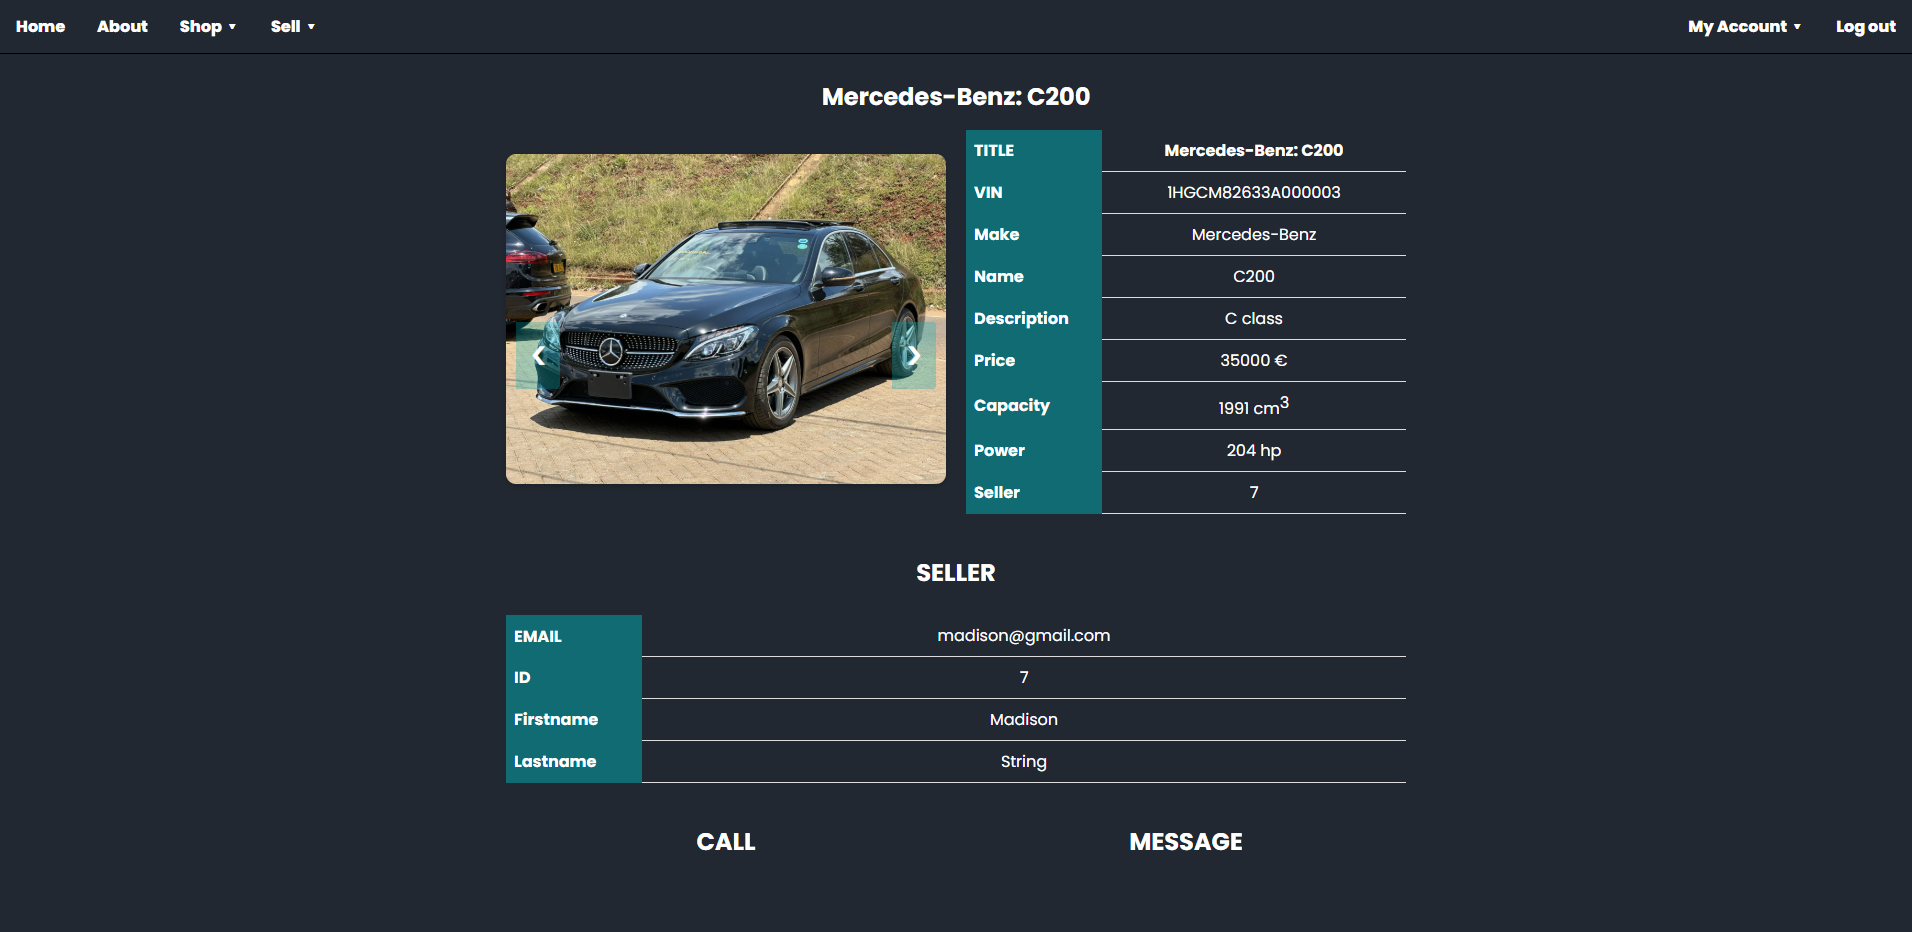 Home About Shop ▼ Sell ▼ My Account ▼ Log out
Mercedes-Benz: C200
TITLE Mercedes-Benz: C200
VIN 1HGCM82633A000003
Make Mercedes-Benz
Name C200
Description C class
Price 35000 €
Capacity 1991 cm³
Power 204 hp
Seller 7
SELLER
EMAIL madison@gmail.com
ID 7
Firstname Madison
Lastname String
CALL MESSAGE